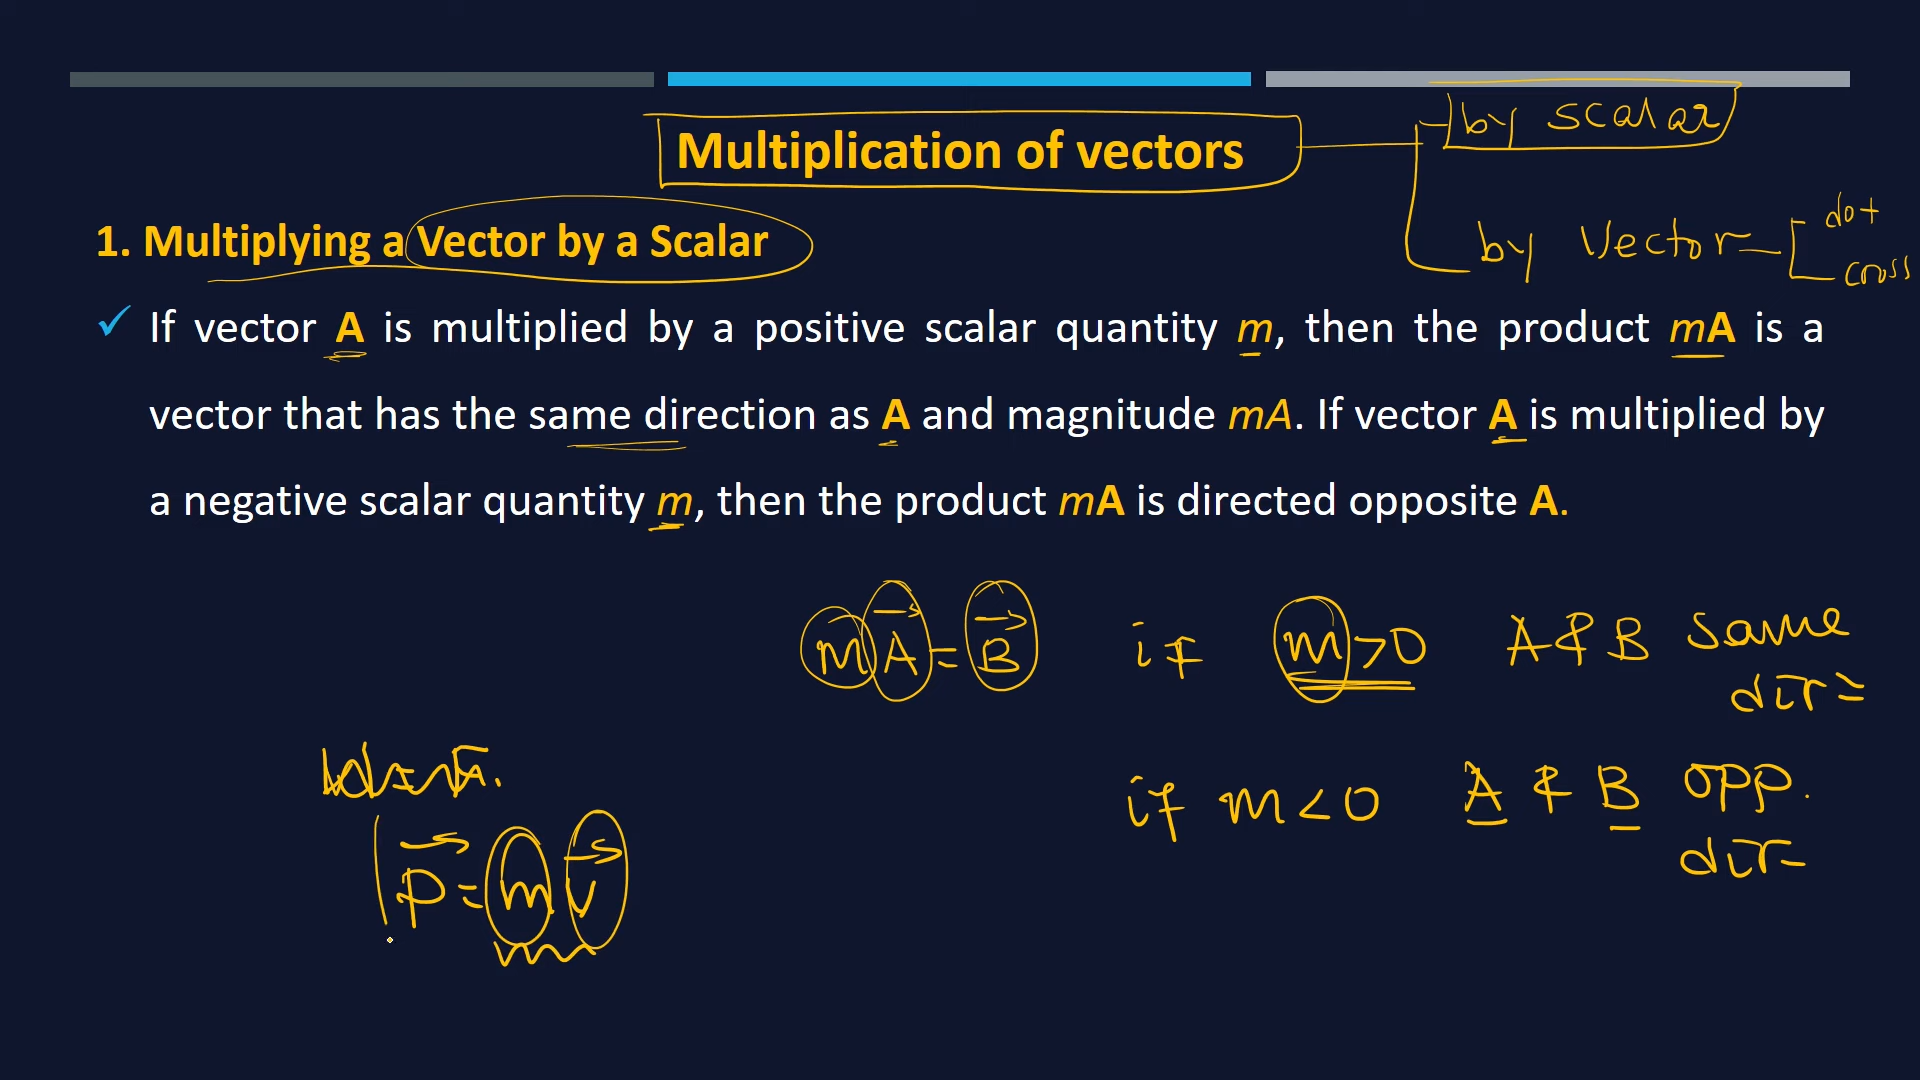 by scalar
Multiplication of vectors
dot
by Vector
cross
1. Multiplying a Vector by a Scalar
✓ If vector A is multiplied by a positive scalar quantity m, then the product mA is a
vector that has the same direction as A and magnitude mA. If vector A is multiplied by
a negative scalar quantity m, then the product mA is directed opposite A.
mA = B if m>0 A & B same
dir
if m<0 A & B opp.
dir
p = mv